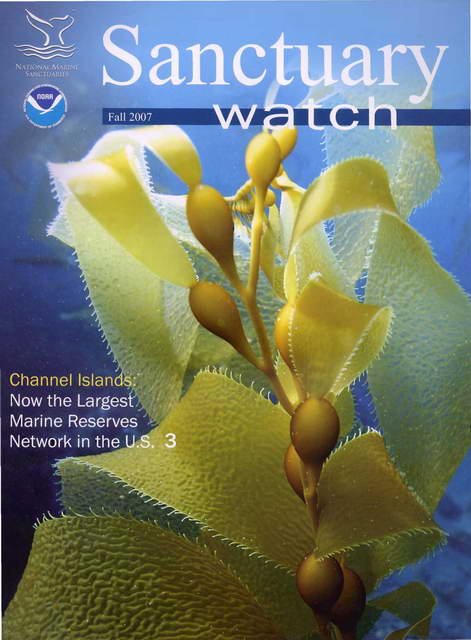 NATIONAL MARINE
SANCTUARIES
NOAA
Sanctuary
Fall 2007
watch
Channel Islands:
Now the Largest
Marine Reserves
Network in the U.S. 3